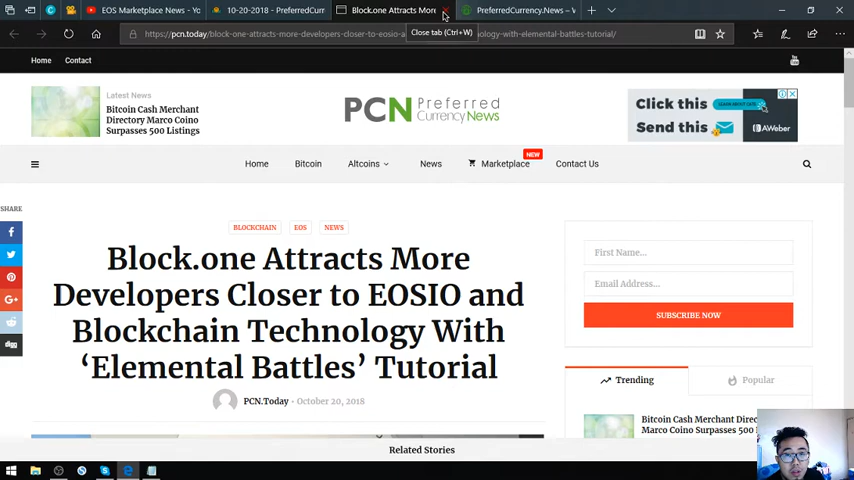 EOS Marketplace News - Yo
10-20-2018 - PreferredCurr
Block.one Attracts More
PreferredCurrency.News – V
Close tab (Ctrl+W)
https://pcn.today/block-one-attracts-more-developers-closer-to-eosio-a
nology-with-elemental-battles-tutorial/
Home
Contact
Latest News
Bitcoin Cash Merchant
Directory Marco Coino
Surpasses 500 Listings
PCN Preferred
Currency News
Click this
Send this
AWeber
Home
Bitcoin
Altcoins
News
Marketplace
NEW
Contact Us
SHARE
BLOCKCHAIN
EOS
NEWS
Block.one Attracts More
Developers Closer to EOSIO and
Blockchain Technology With
‘Elemental Battles’ Tutorial
PCN.Today - October 20, 2018
First Name...
Email Address...
SUBSCRIBE NOW
Trending
Popular
Bitcoin Cash Merchant Direc
Marco Coino Surpasses 500
Related Stories